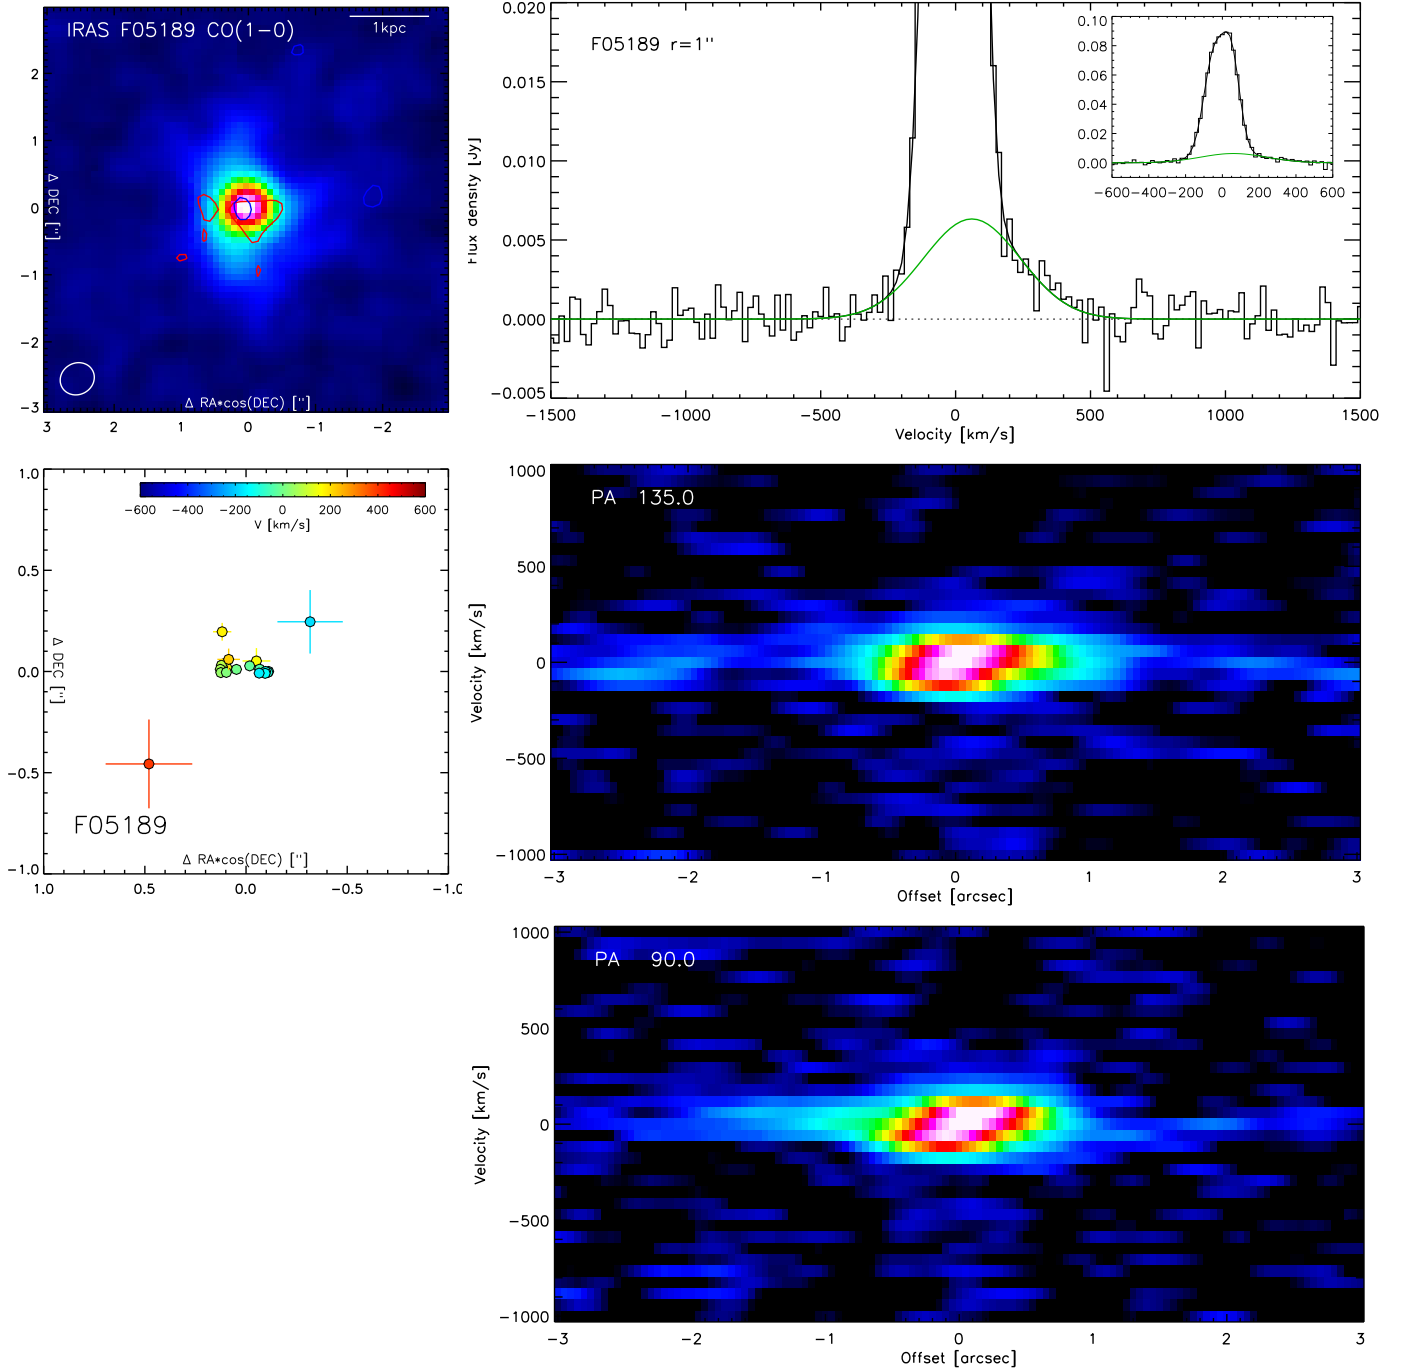 IRAS F05189 CO(1-0)
1kpc
2
1
0
-1
-2
-3
Δ DEC ["]
Δ RA*cos(DEC) ["]
3 2 1 0 -1 -2
F05189 r=1"
0.020
0.015
0.010
0.005
0.000
-0.005
Flux density [Jy]
-1500 -1000 -500 0 500 1000 1500
Velocity [km/s]
0.10
0.08
0.06
0.04
0.02
0.00
-600 -400 -200 0 200 400 600
1.0
0.5
0.0
-0.5
-1.0
Δ DEC ["]
-600 -400 -200 0 200 400 600
V [km/s]
F05189
Δ RA*cos(DEC) ["]
1.0 0.5 0.0 -0.5 -1.0
PA 135.0
1000
500
0
-500
-1000
Velocity [km/s]
-3 -2 -1 0 1 2 3
Offset [arcsec]
PA 90.0
1000
500
0
-500
-1000
Velocity [km/s]
-3 -2 -1 0 1 2 3
Offset [arcsec]